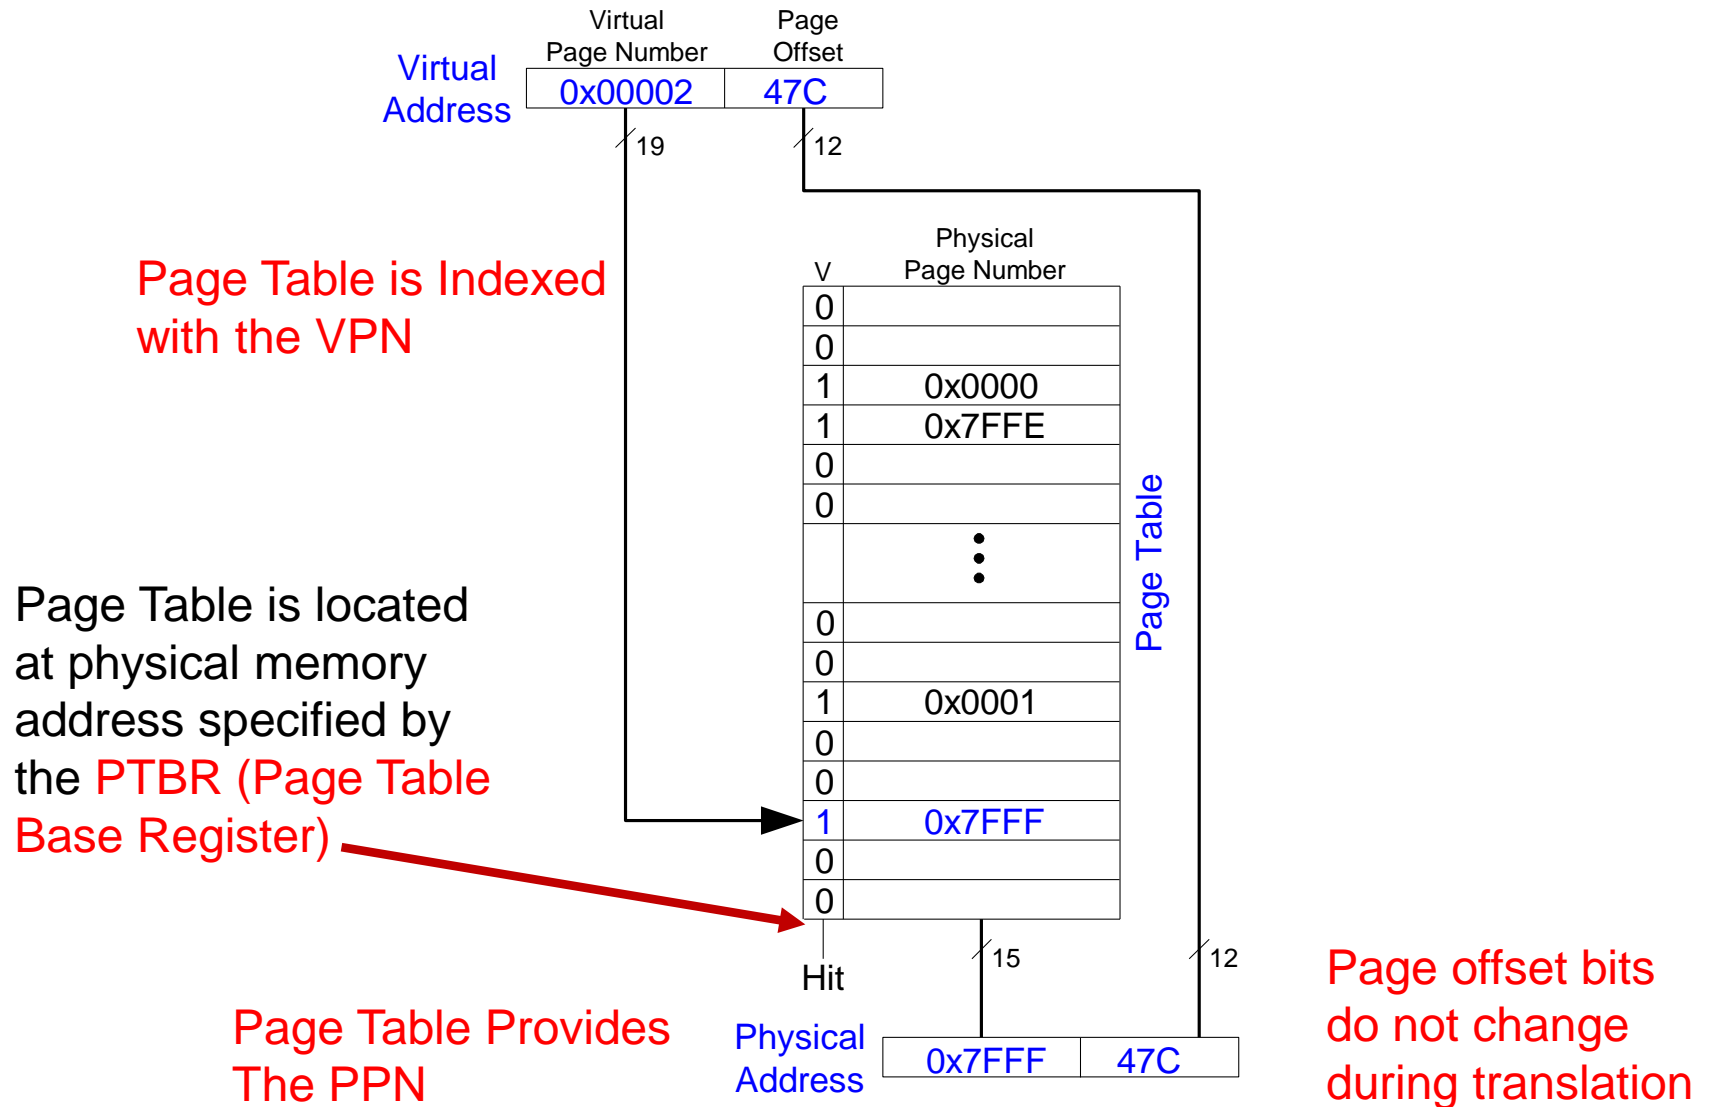 Virtual
Page Number
Page
Offset
Virtual
Address
0x00002
47C
19
12
Page Table is Indexed
with the VPN
V
Physical
Page Number
0
0
1 0x0000
1 0x7FFE
0
0
0
0
1 0x0001
0
0
1 0x7FFF
0
0
Page Table
Page Table is located
at physical memory
address specified by
the PTBR (Page Table
Base Register)
Hit
15
12
Page Table Provides
The PPN
Physical
Address
0x7FFF
47C
Page offset bits
do not change
during translation